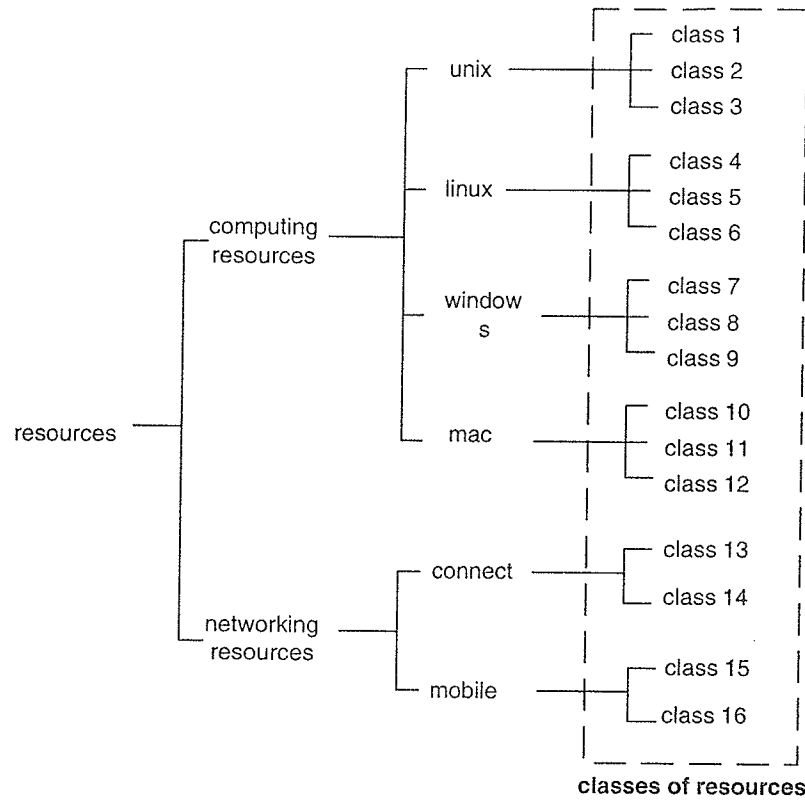 resources
computing
resources
unix
class 1
class 2
class 3
linux
class 4
class 5
class 6
window
s
class 7
class 8
class 9
mac
class 10
class 11
class 12
networking
resources
connect
class 13
class 14
mobile
class 15
class 16
classes of resources